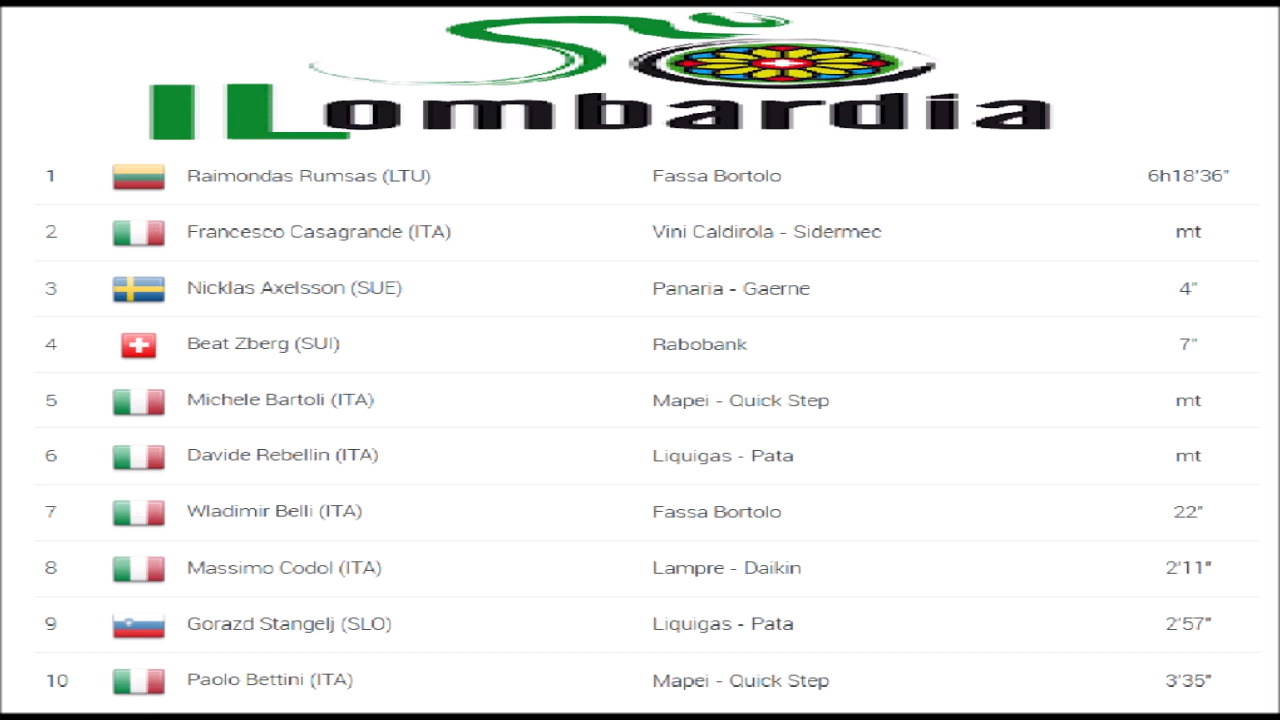 IL Lombardia
1 Raimondas Rumsas (LTU) Fassa Bortolo 6h18'36"
2 Francesco Casagrande (ITA) Vini Caldirola - Sidermec mt
3 Nicklas Axelsson (SUE) Panaria - Gaerne 4"
4 Beat Zberg (SUI) Rabobank 7"
5 Michele Bartoli (ITA) Mapei - Quick Step mt
6 Davide Rebellin (ITA) Liquigas - Pata mt
7 Wladimir Belli (ITA) Fassa Bortolo 22"
8 Massimo Codol (ITA) Lampre - Daikin 2'11"
9 Gorazd Stangelj (SLO) Liquigas - Pata 2'57"
10 Paolo Bettini (ITA) Mapei - Quick Step 3'35"